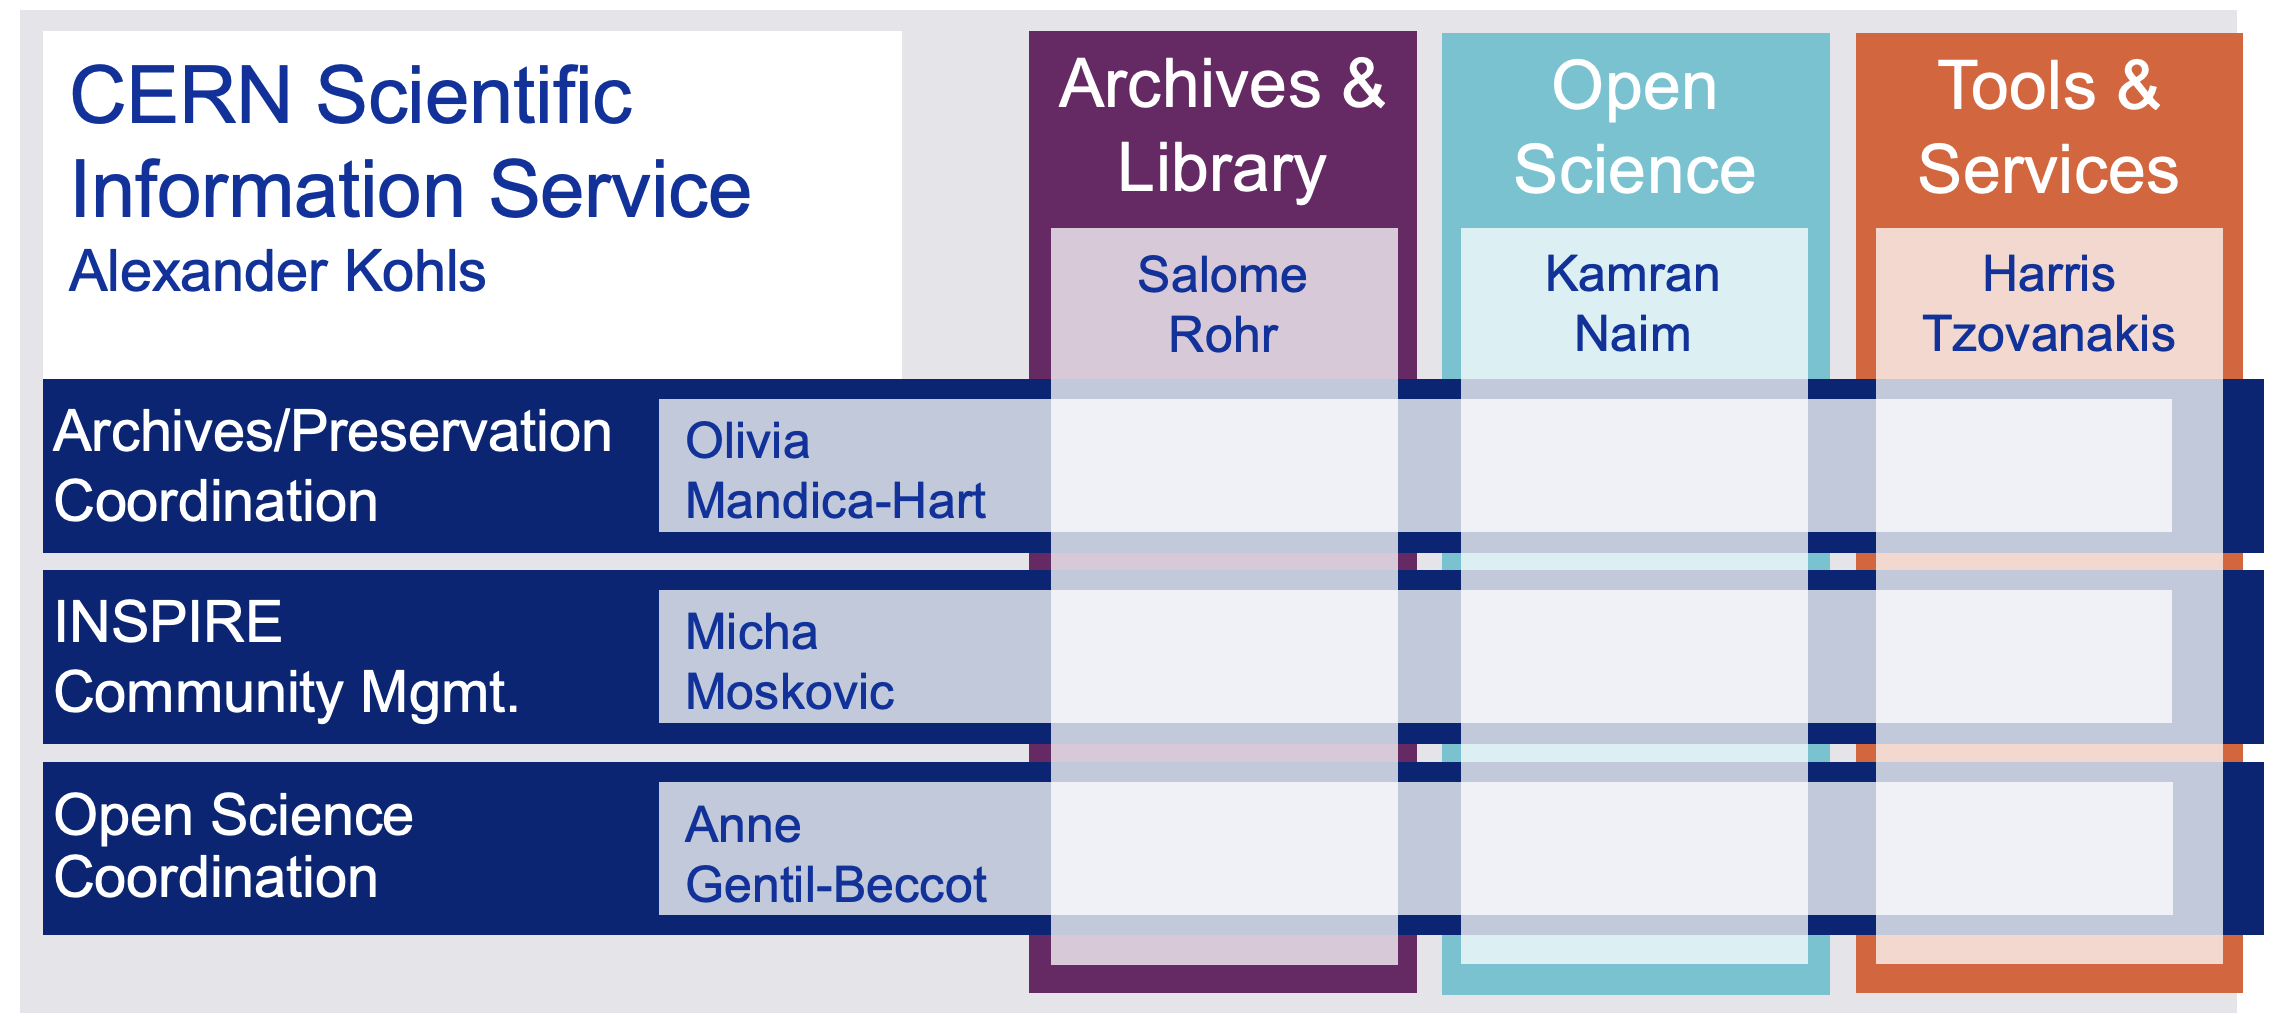 CERN Scientific
Information Service
Alexander Kohls
Archives &
Library
Salome
Rohr
Open
Science
Kamran
Naim
Tools &
Services
Harris
Tzovanakis
Archives/Preservation
Coordination
Olivia
Mandica-Hart
INSPIRE
Community Mgmt.
Micha
Moskovic
Open Science
Coordination
Anne
Gentil-Beccot